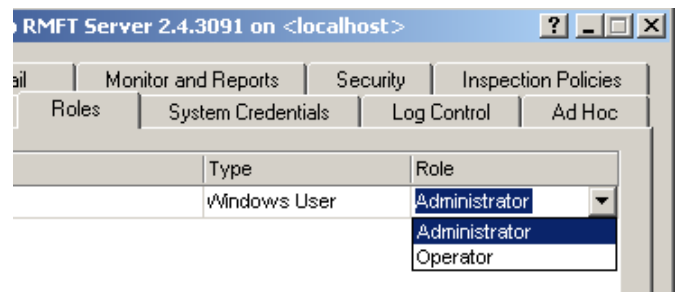 RMFT Server 2.4.3091 on <localhost>
ail Monitor and Reports Security Inspection Policies
Roles System Credentials Log Control Ad Hoc
Type Role
Windows User Administrator
Administrator
Operator